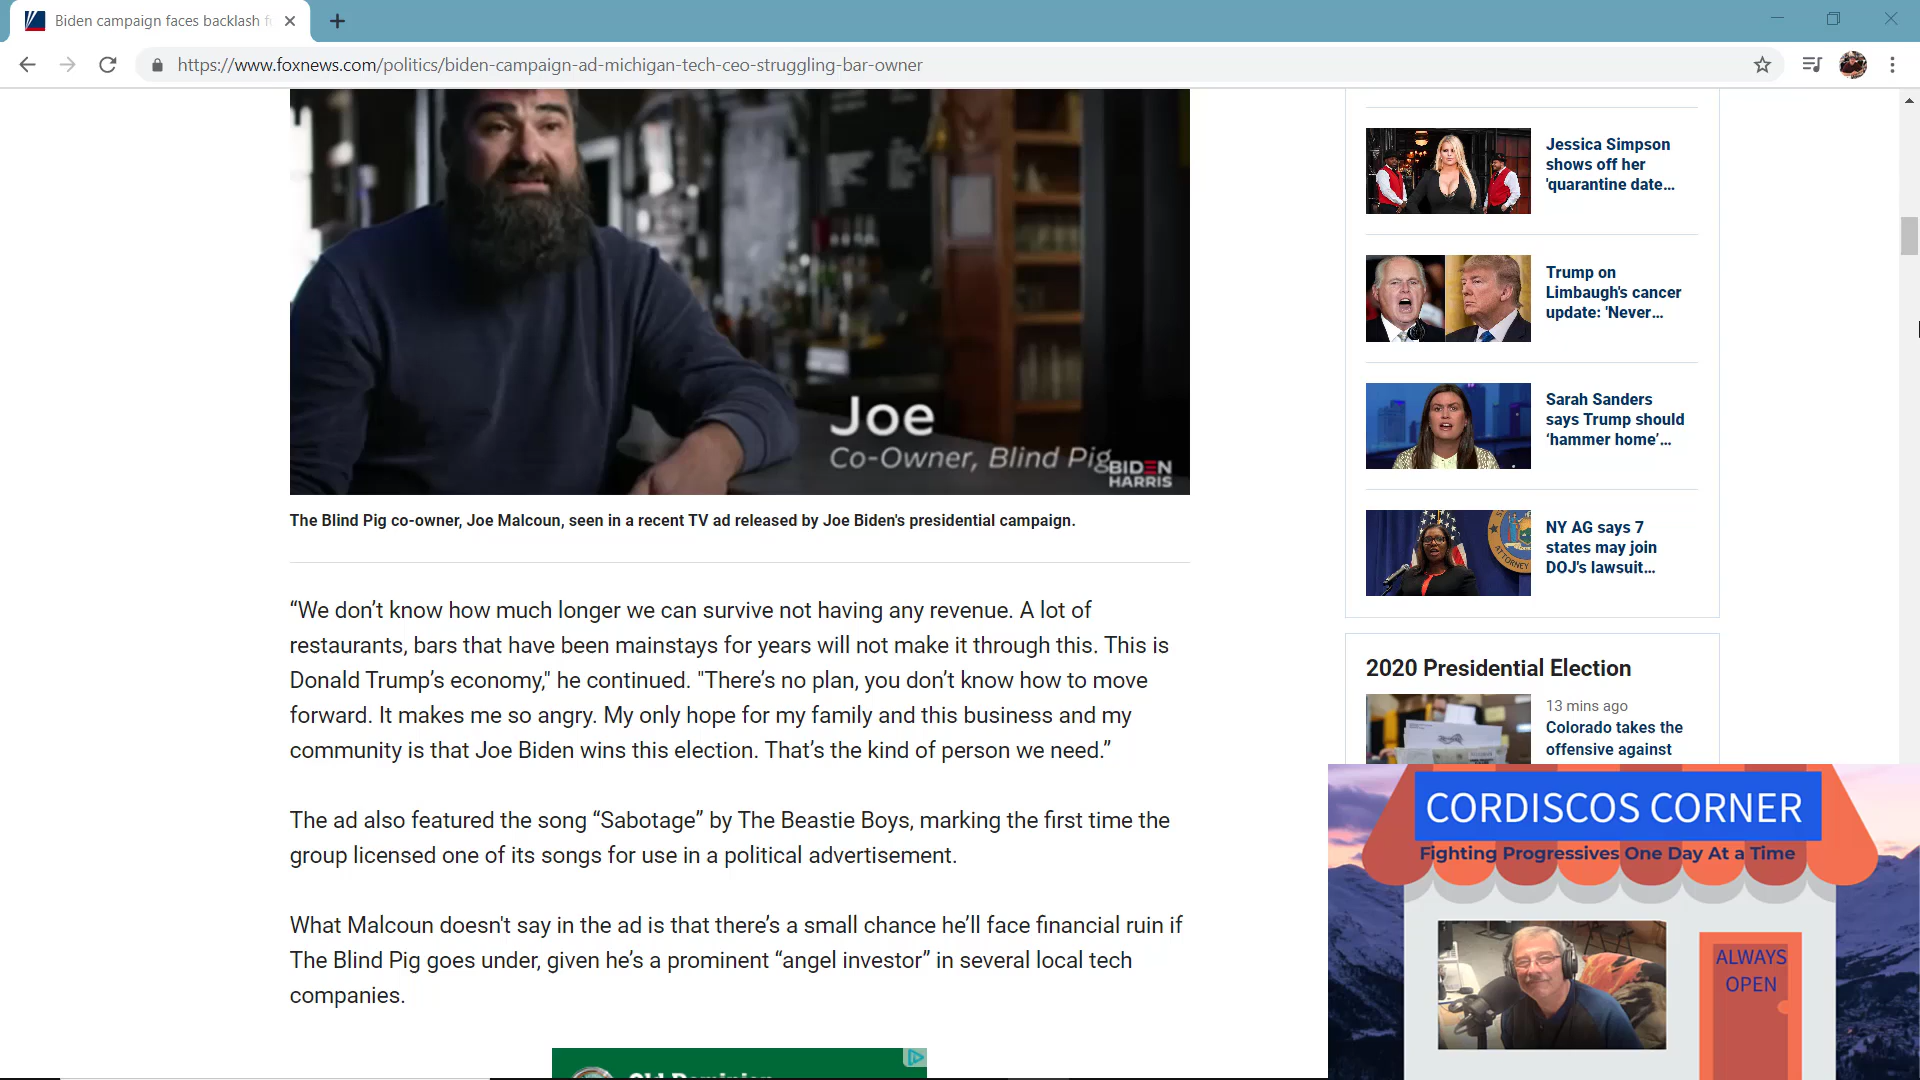 Biden campaign faces backlash f
https://www.foxnews.com/politics/biden-campaign-ad-michigan-tech-ceo-struggling-bar-owner
Joe
Co-Owner, Blind Pig
BIDEN
HARRIS
The Blind Pig co-owner, Joe Malcoun, seen in a recent TV ad released by Joe Biden's presidential campaign.
“We don’t know how much longer we can survive not having any revenue. A lot of
restaurants, bars that have been mainstays for years will not make it through this. This is
Donald Trump’s economy," he continued. "There’s no plan, you don’t know how to move
forward. It makes me so angry. My only hope for my family and this business and my
community is that Joe Biden wins this election. That’s the kind of person we need.”
The ad also featured the song “Sabotage” by The Beastie Boys, marking the first time the
group licensed one of its songs for use in a political advertisement.
What Malcoun doesn't say in the ad is that there’s a small chance he’ll face financial ruin if
The Blind Pig goes under, given he’s a prominent “angel investor” in several local tech
companies.
Old Dominion
Jessica Simpson
shows off her
'quarantine date...
Trump on
Limbaugh's cancer
update: 'Never...
Sarah Sanders
says Trump should
‘hammer home’...
NY AG says 7
states may join
DOJ's lawsuit...
2020 Presidential Election
13 mins ago
Colorado takes the
offensive against
CORDISCOS CORNER
Fighting Progressives One Day At a Time
ALWAYS
OPEN